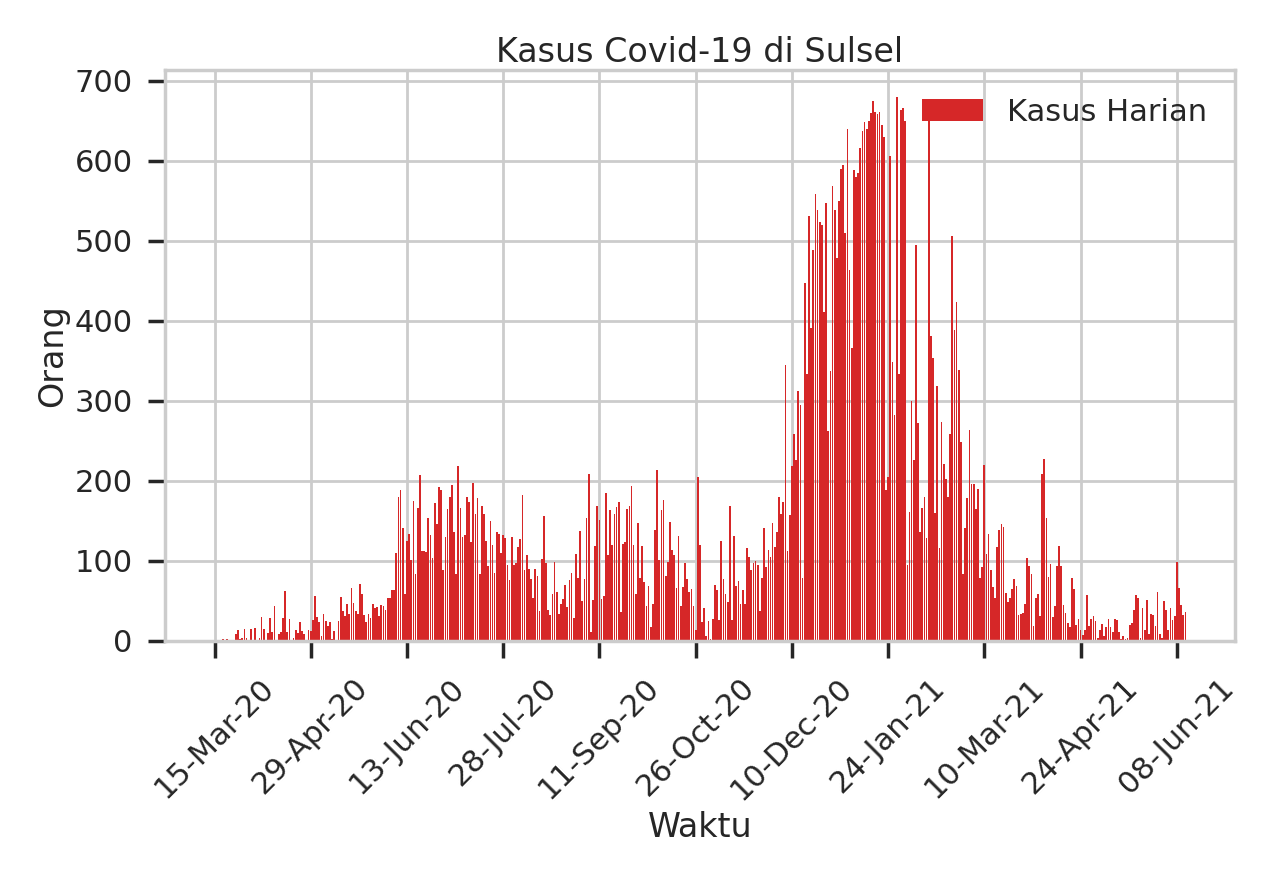 Kasus Covid-19 di Sulsel
Kasus Harian
Orang
700
600
500
400
300
200
100
0
15-Mar-20
29-Apr-20
13-Jun-20
28-Jul-20
11-Sep-20
26-Oct-20
10-Dec-20
24-Jan-21
10-Mar-21
24-Apr-21
08-Jun-21
Waktu